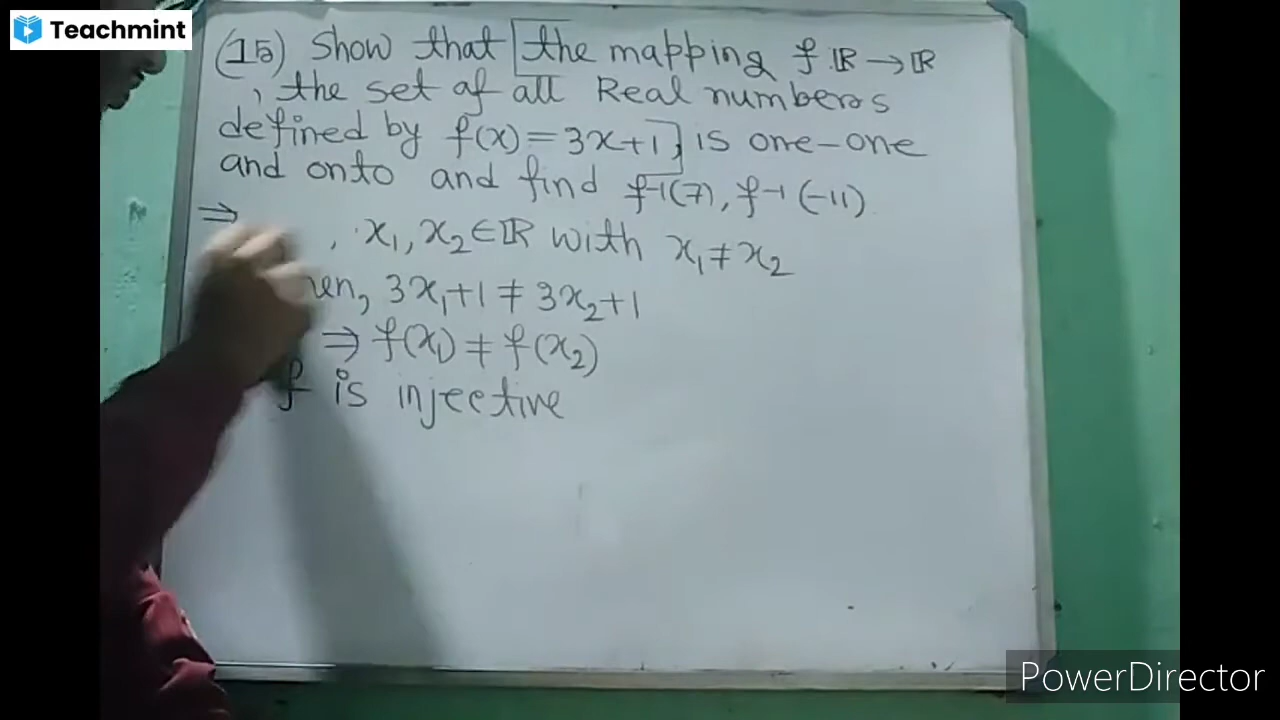 Teachmint
(15) Show that the mapping f: R → R
, the set of all Real numbers
defined by f(x) = 3x+1, is one-one
and onto and find f⁻¹(7), f⁻¹(-11)
⇒ , x₁, x₂ ∈ R with x₁ ≠ x₂
3x₁+1 ≠ 3x₂+1
⇒ f(x₁) ≠ f(x₂)
f is injective
PowerDirector